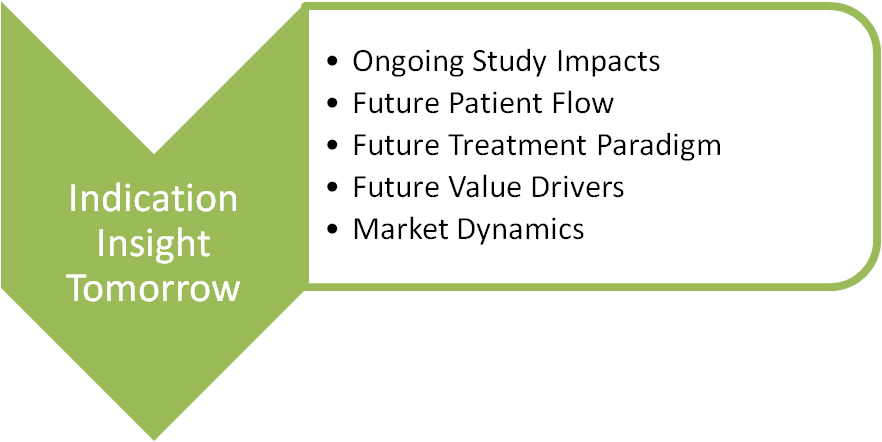 Indication
Insight
Tomorrow
• Ongoing Study Impacts
• Future Patient Flow
• Future Treatment Paradigm
• Future Value Drivers
• Market Dynamics